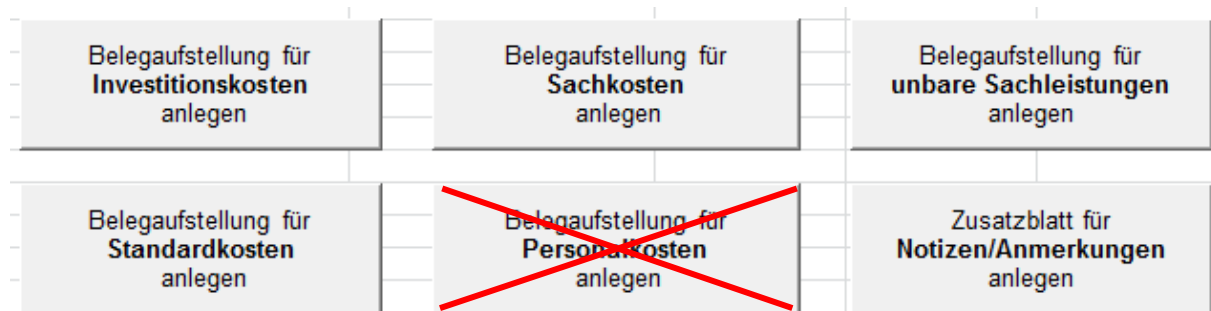 Belegaufstellung für
Investitionskosten
anlegen
Belegaufstellung für
Sachkosten
anlegen
Belegaufstellung für
unbare Sachleistungen
anlegen
Belegaufstellung für
Standardkosten
anlegen
Belegaufstellung für
Personalkosten
anlegen
Zusatzblatt für
Notizen/Anmerkungen
anlegen